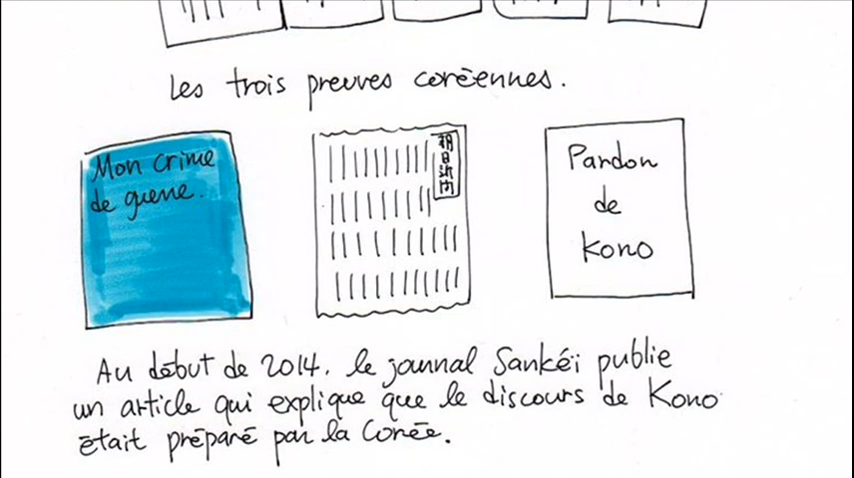 Les trois preuves coréennes.
Mon crime
de guerre.
朝日新聞
Pardon
de
Kono
Au début de 2014, le journal Sankéï publie
un article qui explique que le discours de Kono
était préparé par la Corée.